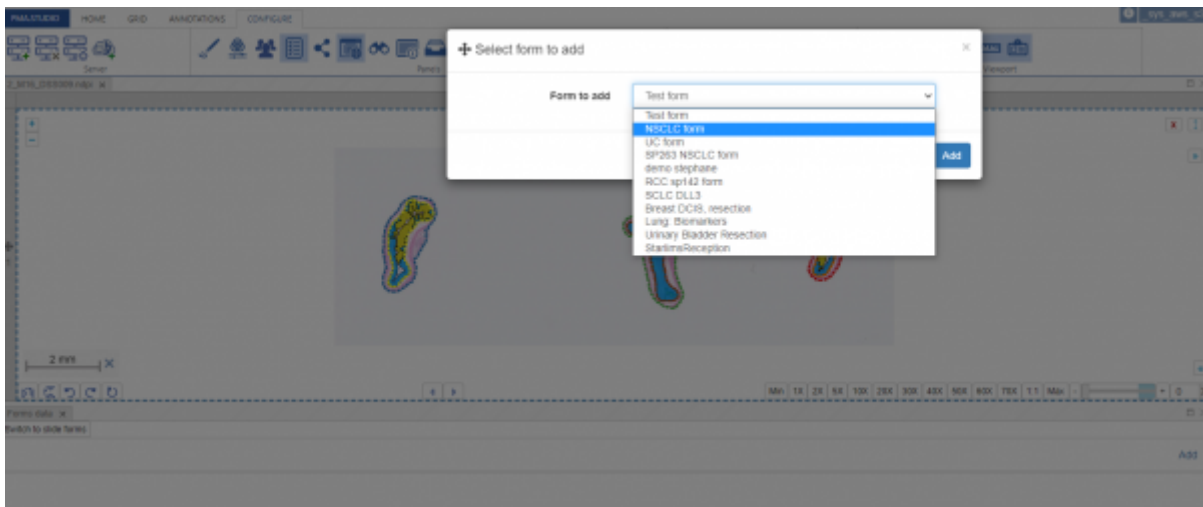 PMA.STUDIO HOME GRID ANNOTATIONS CONFIGURE
Server
Panels
Viewport
Select form to add
Form to add
Test form
Test form
NSCLC form
UC form
SP263 NSCLC form
demo stephane
RCC sp142 form
SCLC DLL3
Breast DCIS, resection
Lung: Biomarkers
Urinary Bladder Resection
StarlimsReception
Add
2 mm
Min 1X 2X 5X 10X 20X 30X 40X 50X 60X 70X 1:1 Max - + 0
Forms data
Switch to slide forms
Add